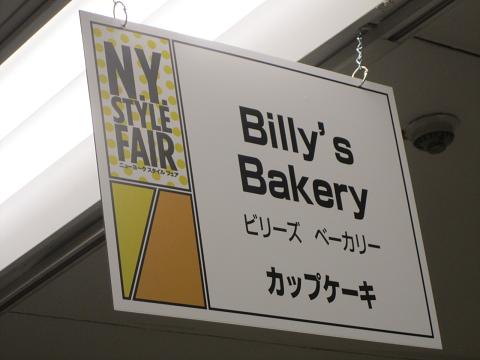 N.Y.
STYLE
FAIR
ニューヨーク スタイル フェア
Billy's
Bakery
ビリーズ ベーカリー
カップケーキ